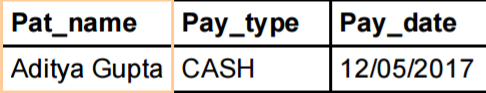 Pat_name Pay_type Pay_date
Aditya Gupta CASH 12/05/2017